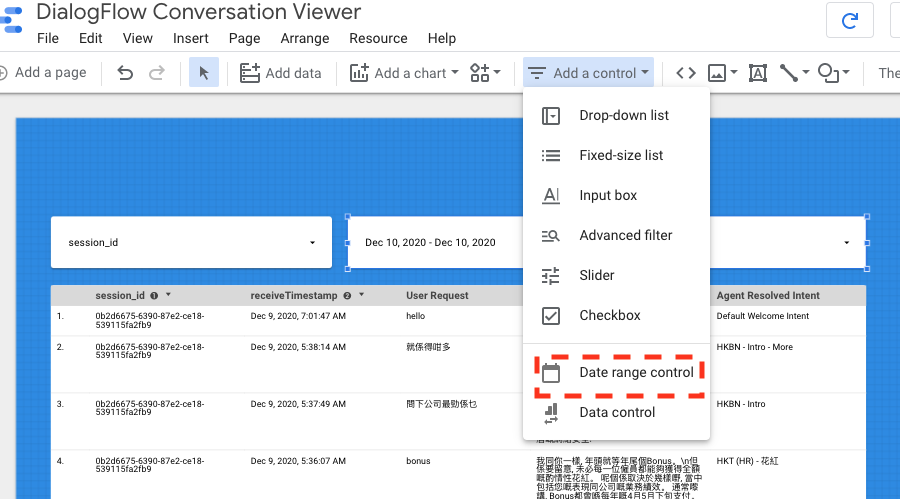 DialogFlow Conversation Viewer
File Edit View Insert Page Arrange Resource Help
Add a page Add data Add a chart Add a control
Drop-down list
Fixed-size list
Input box
Advanced filter
Slider
Checkbox
Date range control
Data control
session_id Dec 10, 2020 - Dec 10, 2020
session_id 1 receiveTimestamp 2 User Request Agent Resolved Intent
1. 0b2d6675-6390-87e2-ce18-539115fa2fb9 Dec 9, 2020, 7:01:47 AM hello Default Welcome Intent
2. 0b2d6675-6390-87e2-ce18-539115fa2fb9 Dec 9, 2020, 5:38:14 AM 就係得咁多 HKBN - Intro - More
3. 0b2d6675-6390-87e2-ce18-539115fa2fb9 Dec 9, 2020, 5:37:49 AM 問下公司最勁係乜 HKBN - Intro
4. 0b2d6675-6390-87e2-ce18-539115fa2fb9 Dec 9, 2020, 5:36:07 AM bonus HKT (HR) - 花紅
我同你一樣, 年頭就等年尾個Bonus。\n但
係要留意, 未必每一位僱員都能夠獲得全額
嘅酌情性花紅。 呢個係取決於幾樣嘢, 當中
包括您嘅表現同公司嘅業務績效。 通常嚟
講, Bonus都會喺每年嘅4月5月下旬支付。